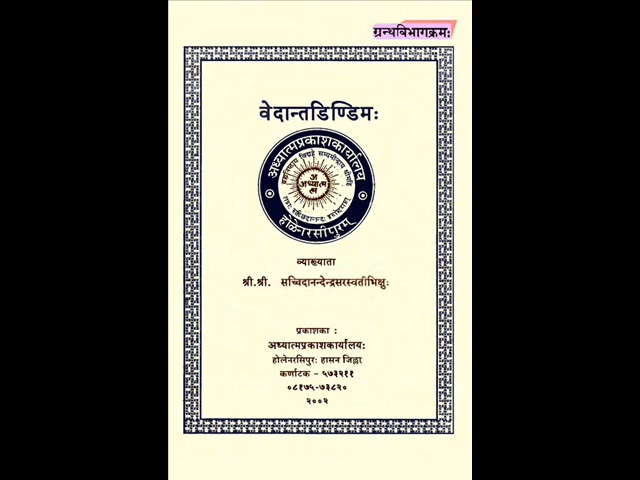 ग्रन्थविभागक्रमः
वेदान्तडिण्डिमः
अध्यात्मप्रकाशकार्यालय
अ
अध्यात्म
त्म
होळेनरसीपुरम्
व्याख्याता
श्री.श्री. सच्चिदानन्देन्द्रसरस्वतीभिक्षुः
प्रकाशका :
अध्यात्मप्रकाशकार्यालयः
होलेनरसिपुरः हासन जिल्ला
कर्णाटक - ५७३२११
०८१७५-७३८२०
२००२